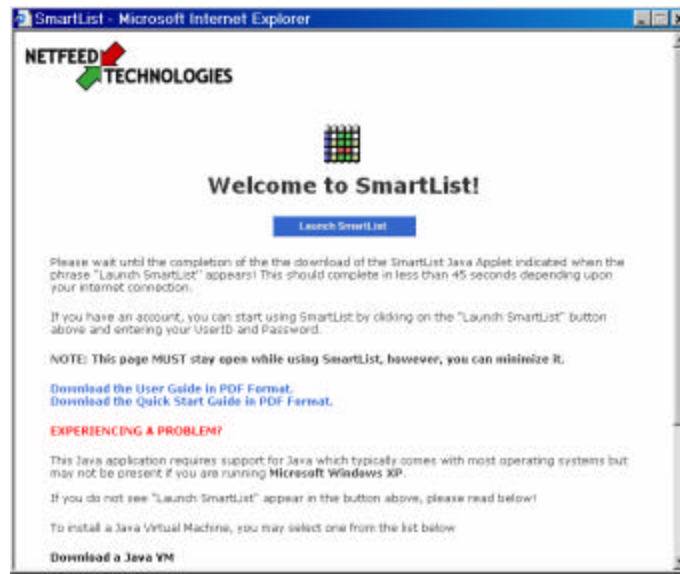 SmartList - Microsoft Internet Explorer
NETFEED
TECHNOLOGIES
Welcome to SmartList!
Launch SmartList
Please wait until the completion of the the download of the SmartList Java Applet indicated when the
phrase "Launch SmartList" appears! This should complete in less than 45 seconds depending upon
your internet connection.
If you have an account, you can start using SmartList by clicking on the "Launch SmartList" button
above and entering your UserID and Password.
NOTE: This page MUST stay open while using SmartList, however, you can minimize it.
Download the User Guide in PDF Format.
Download the Quick Start Guide in PDF Format.
EXPERIENCING A PROBLEM?
This Java application requires support for Java which typically comes with most operating systems but
may not be present if you are running Microsoft Windows XP.
If you do not see "Launch SmartList" appear in the button above, please read below!
To install a Java Virtual Machine, you may select one from the list below
Download a Java VM